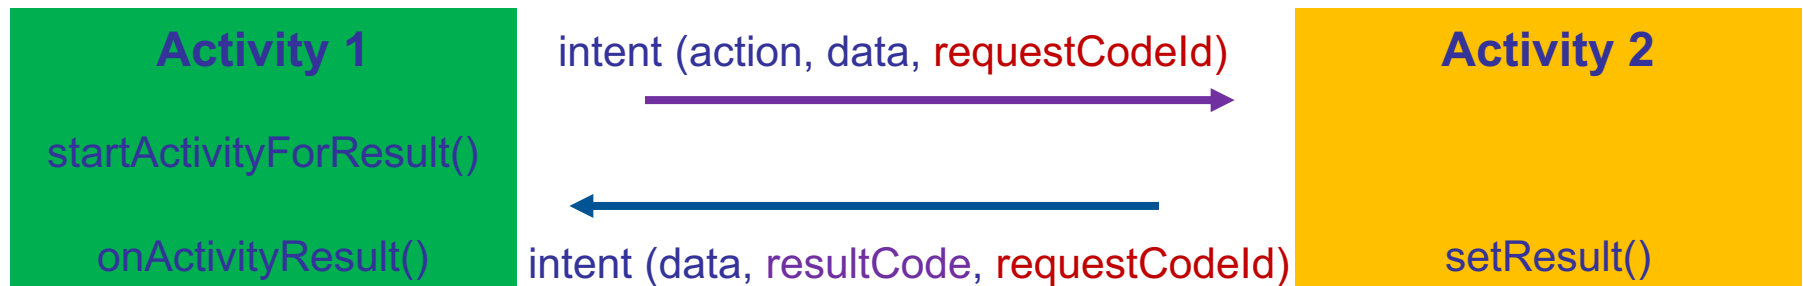 Activity 1
startActivityForResult()
onActivityResult()
intent (action, data, requestCodeId)
intent (data, resultCode, requestCodeId)
Activity 2
setResult()